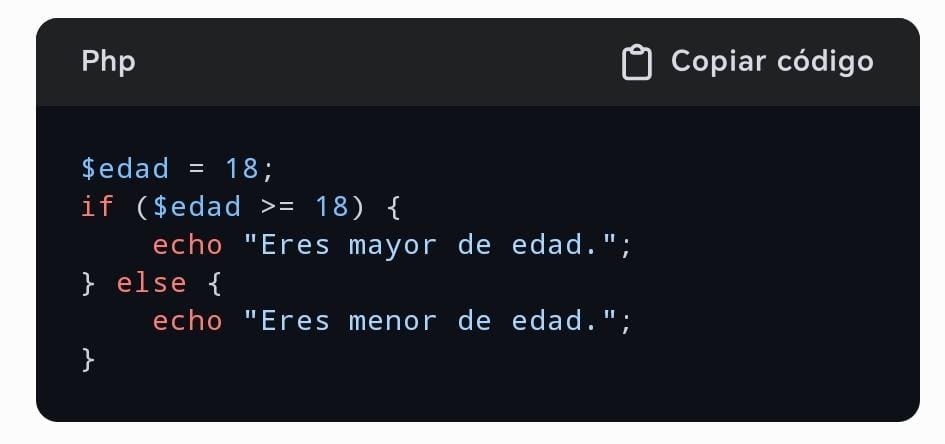 Php
Copiar código
$edad = 18;
if ($edad >= 18) {
    echo "Eres mayor de edad.";
} else {
    echo "Eres menor de edad.";
}